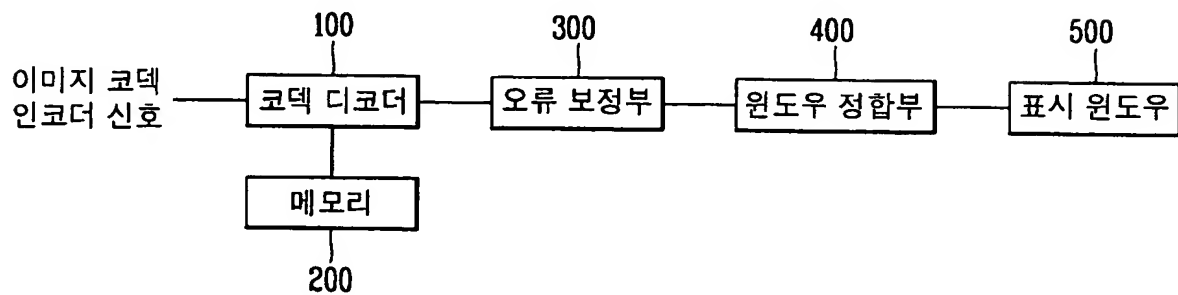 100
300
400
500
이미지 코덱
인코더 신호
코덱 디코더
오류 보정부
윈도우 정합부
표시 윈도우
메모리
200